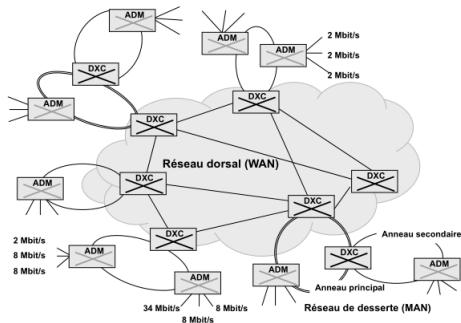 ADM
ADM
ADM
2 Mbit/s
2 Mbit/s
2 Mbit/s
DXC
DXC
ADM
DXC
Réseau dorsal (WAN)
DXC
DXC
ADM
DXC
DXC
2 Mbit/s
8 Mbit/s
8 Mbit/s
ADM
Anneau secondaire
DXC
ADM
ADM
ADM
Anneau principal
34 Mbit/s
8 Mbit/s
8 Mbit/s
Réseau de desserte (MAN)